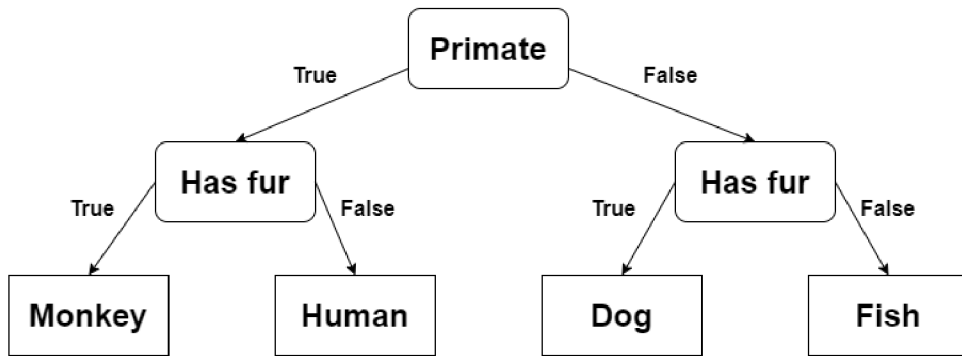 Primate
True
False
Has fur
Has fur
True
False
True
False
Monkey
Human
Dog
Fish